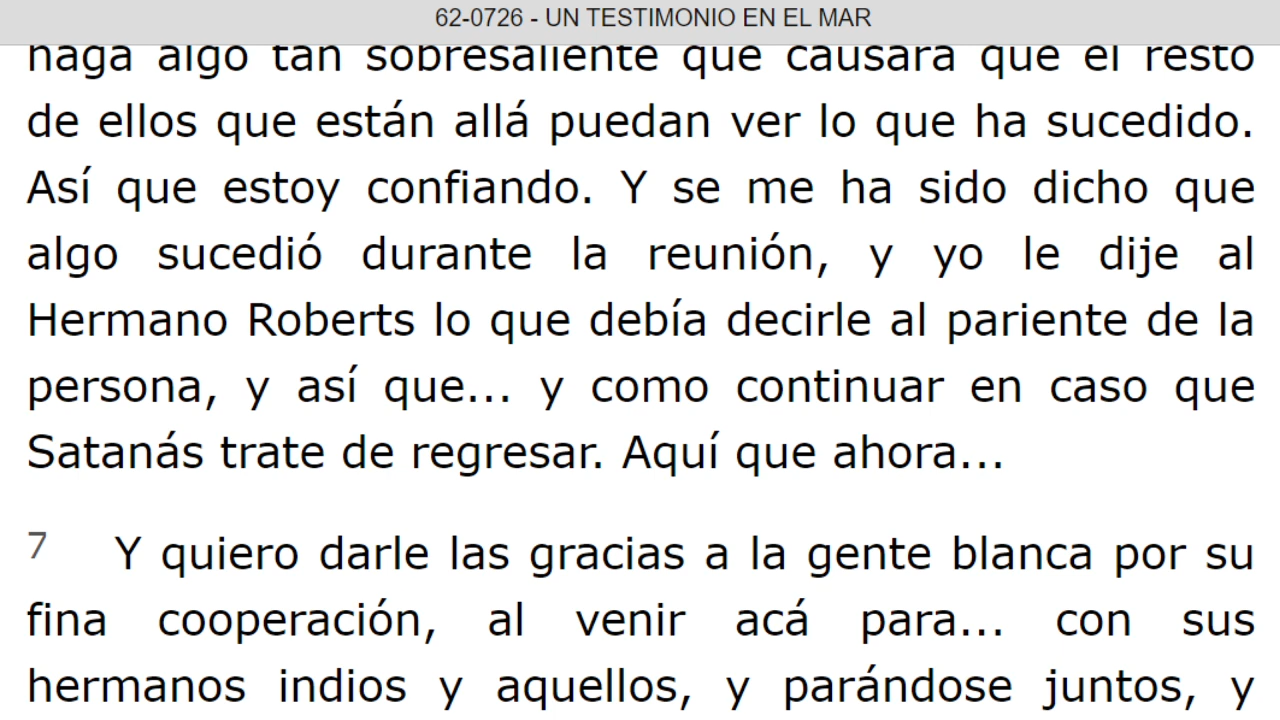 62-0726 - UN TESTIMONIO EN EL MAR
haga algo tan sobresaliente que causará que el resto
de ellos que están allá puedan ver lo que ha sucedido.
Así que estoy confiando. Y se me ha sido dicho que
algo sucedió durante la reunión, y yo le dije al
Hermano Roberts lo que debía decirle al pariente de la
persona, y así que... y como continuar en caso que
Satanás trate de regresar. Aquí que ahora...
7 Y quiero darle las gracias a la gente blanca por su
fina cooperación, al venir acá para... con sus
hermanos indios y aquellos, y parándose juntos, y